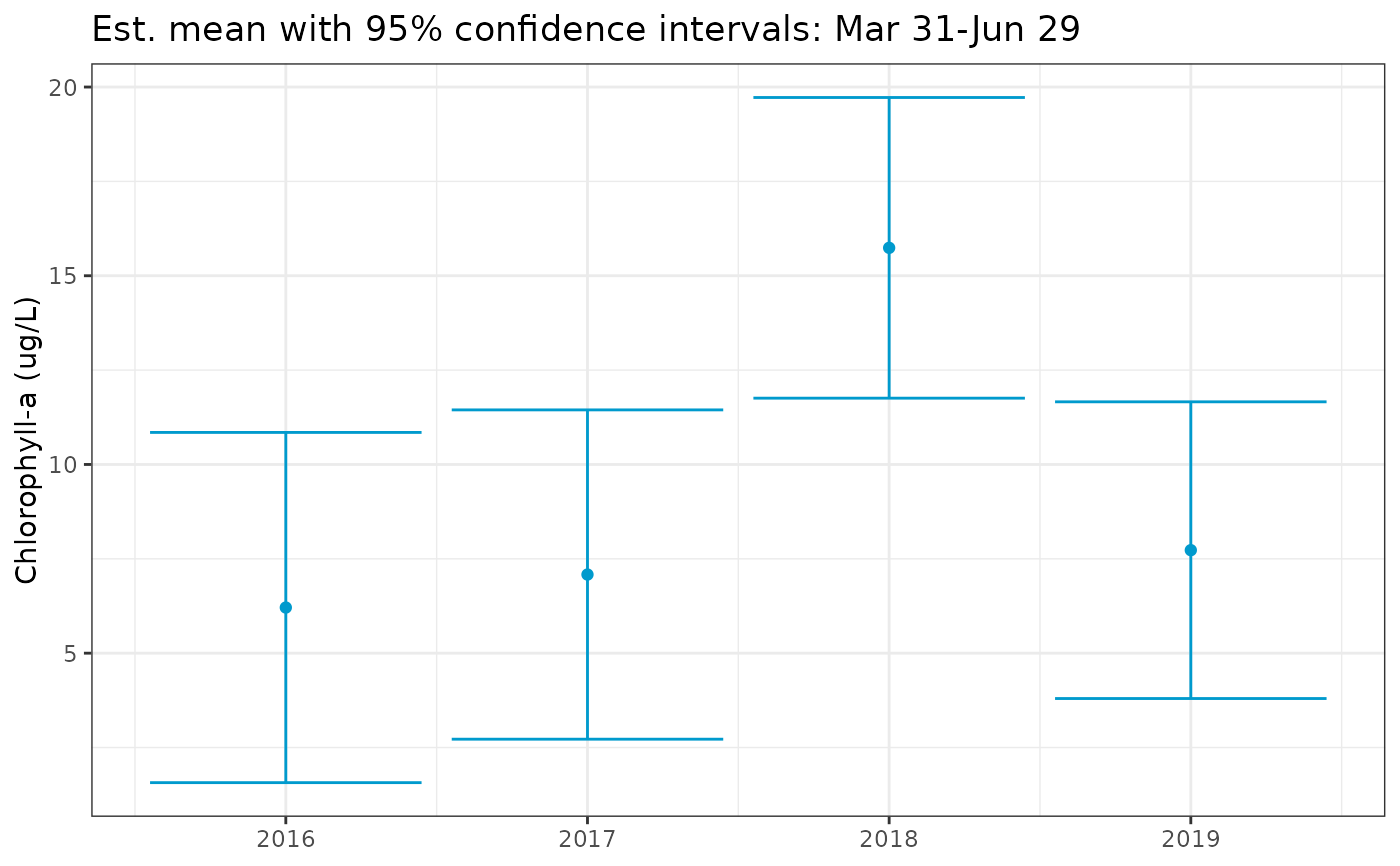 Est. mean with 95% confidence intervals: Mar 31-Jun 29
Chlorophyll-a (ug/L)
20
15
10
5
2016 2017 2018 2019